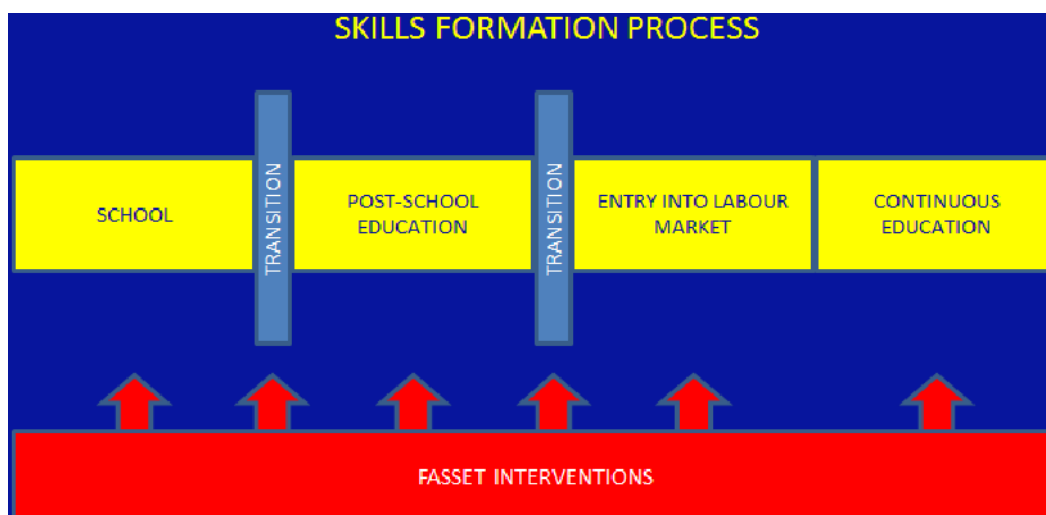 SKILLS FORMATION PROCESS
SCHOOL
TRANSITION
POST-SCHOOL
EDUCATION
TRANSITION
ENTRY INTO LABOUR
MARKET
CONTINUOUS
EDUCATION
FASSET INTERVENTIONS